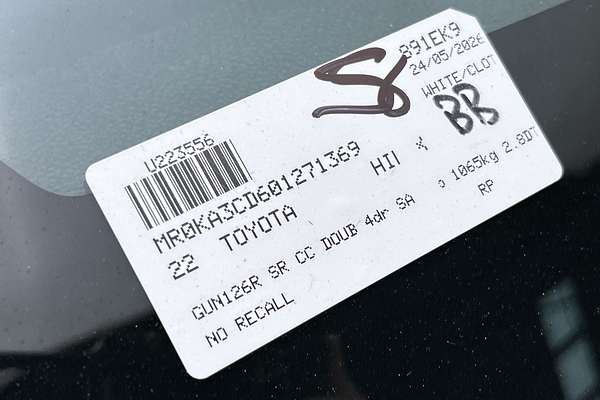 891EK9
24/05/2026
U223556
WHITE/CLOT
BB
MR0KA3CD601271369
22 TOYOTA HI
GUN126R SR CC DOUB 4dr SA 1065kg 2.8DT
NO RECALL RP